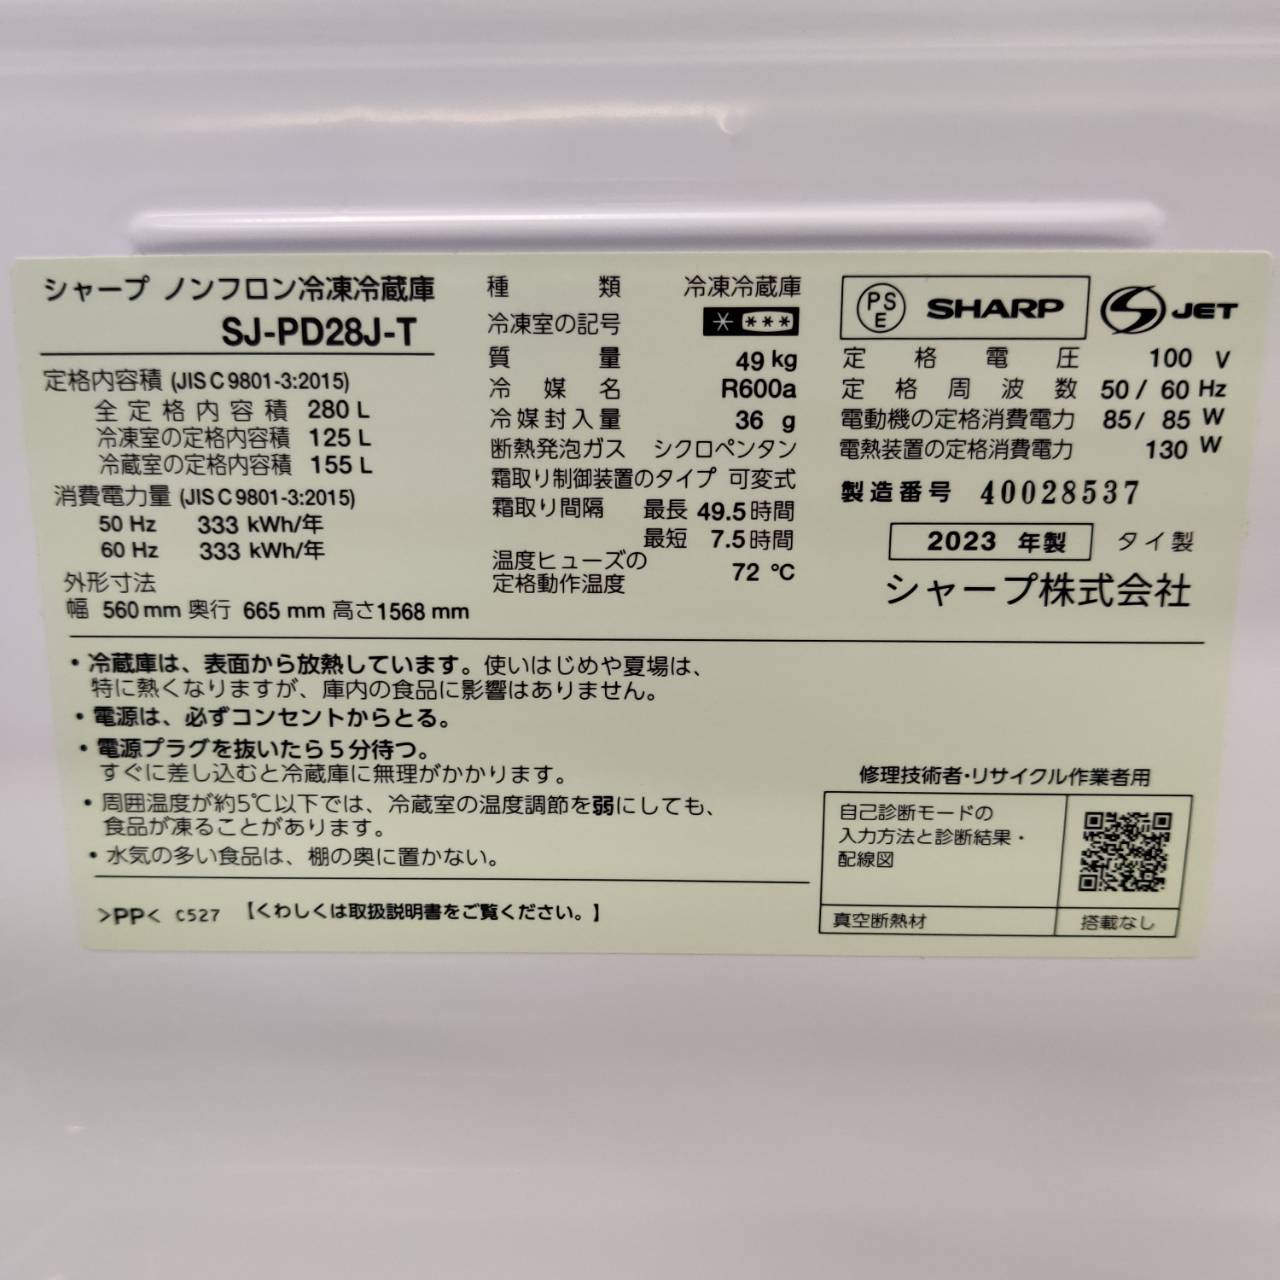 シャープ ノンフロン冷凍冷蔵庫
SJ-PD28J-T
定格内容積 (JIS C 9801-3:2015)
全定格内容積 280 L
冷凍室の定格内容積 125 L
冷蔵室の定格内容積 155 L
消費電力量 (JIS C 9801-3:2015)
50 Hz 333 kWh/年
60 Hz 333 kWh/年
外形寸法
幅 560 mm 奥行 665 mm 高さ 1568 mm
種類 冷凍冷蔵庫
冷凍室の記号 * ***
質量 49 kg
冷媒名 R600a
冷媒封入量 36 g
断熱発泡ガス シクロペンタン
霜取り制御装置のタイプ 可変式
霜取り間隔 最長 49.5 時間
最短 7.5 時間
温度ヒューズの
定格動作温度 72 ℃
PSE SHARP S JET
定格電圧 100 V
定格周波数 50 / 60 Hz
電動機の定格消費電力 85/ 85 W
電熱装置の定格消費電力 130 W
製造番号 40028537
2023 年製 タイ製
シャープ株式会社
・冷蔵庫は、表面から放熱しています。使いはじめや夏場は、
特に熱くなりますが、庫内の食品に影響はありません。
・電源は、必ずコンセントからとる。
・電源プラグを抜いたら5分待つ。
すぐに差し込むと冷蔵庫に無理がかかります。
・周囲温度が約5℃以下では、冷蔵室の温度調節を弱にしても、
食品が凍ることがあります。
・水気の多い食品は、棚の奥に置かない。
>PP< C527 【くわしくは取扱説明書をご覧ください。】
修理技術者・リサイクル作業者用
自己診断モードの
入力方法と診断結果・
配線図
真空断熱材 搭載なし